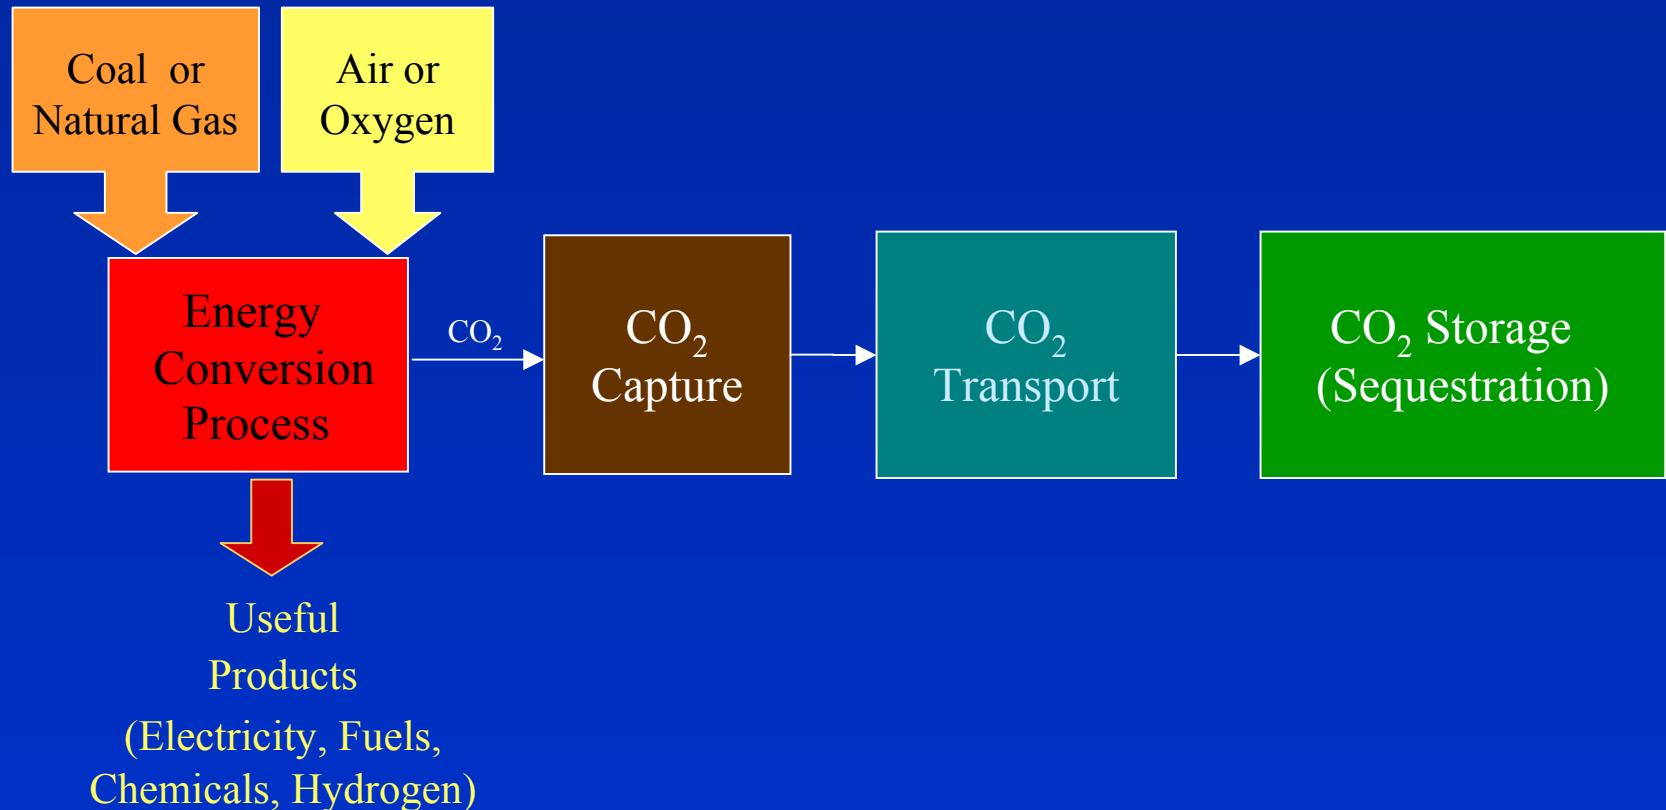 Coal or
Natural Gas
Air or
Oxygen
Energy
Conversion
Process
CO₂
CO₂
Capture
CO₂
Transport
CO₂ Storage
(Sequestration)
Useful
Products
(Electricity, Fuels,
Chemicals, Hydrogen)